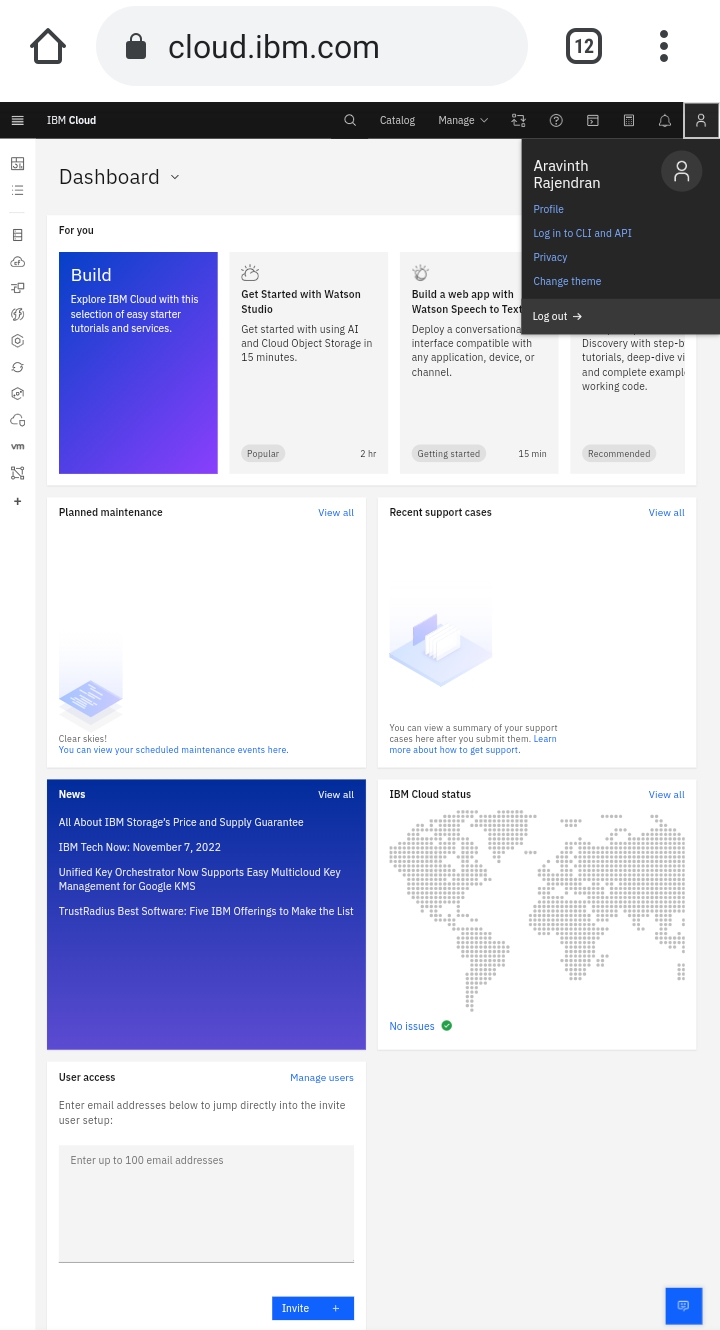 cloud.ibm.com
12
IBM Cloud
Catalog
Manage
Aravinth
Rajendran
Profile
Log in to CLI and API
Privacy
Change theme
Log out →
Dashboard
For you
Build
Explore IBM Cloud with this
selection of easy starter
tutorials and services.
Get Started with Watson
Studio
Get started with using AI
and Cloud Object Storage in
15 minutes.
Popular
2 hr
Build a web app with
Watson Speech to Text
Deploy a conversational
interface compatible with
any application, device, or
channel.
Getting started
15 min
Discovery with step-b
tutorials, deep-dive vi
and complete exampl
working code.
Recommended
vm
+
Planned maintenance
View all
Clear skies!
You can view your scheduled maintenance events here.
Recent support cases
View all
You can view a summary of your support
cases here after you submit them. Learn
more about how to get support.
News
View all
All About IBM Storage's Price and Supply Guarantee
IBM Tech Now: November 7, 2022
Unified Key Orchestrator Now Supports Easy Multicloud Key
Management for Google KMS
TrustRadius Best Software: Five IBM Offerings to Make the List
IBM Cloud status
View all
No issues
User access
Manage users
Enter email addresses below to jump directly into the invite
user setup:
Enter up to 100 email addresses
Invite +